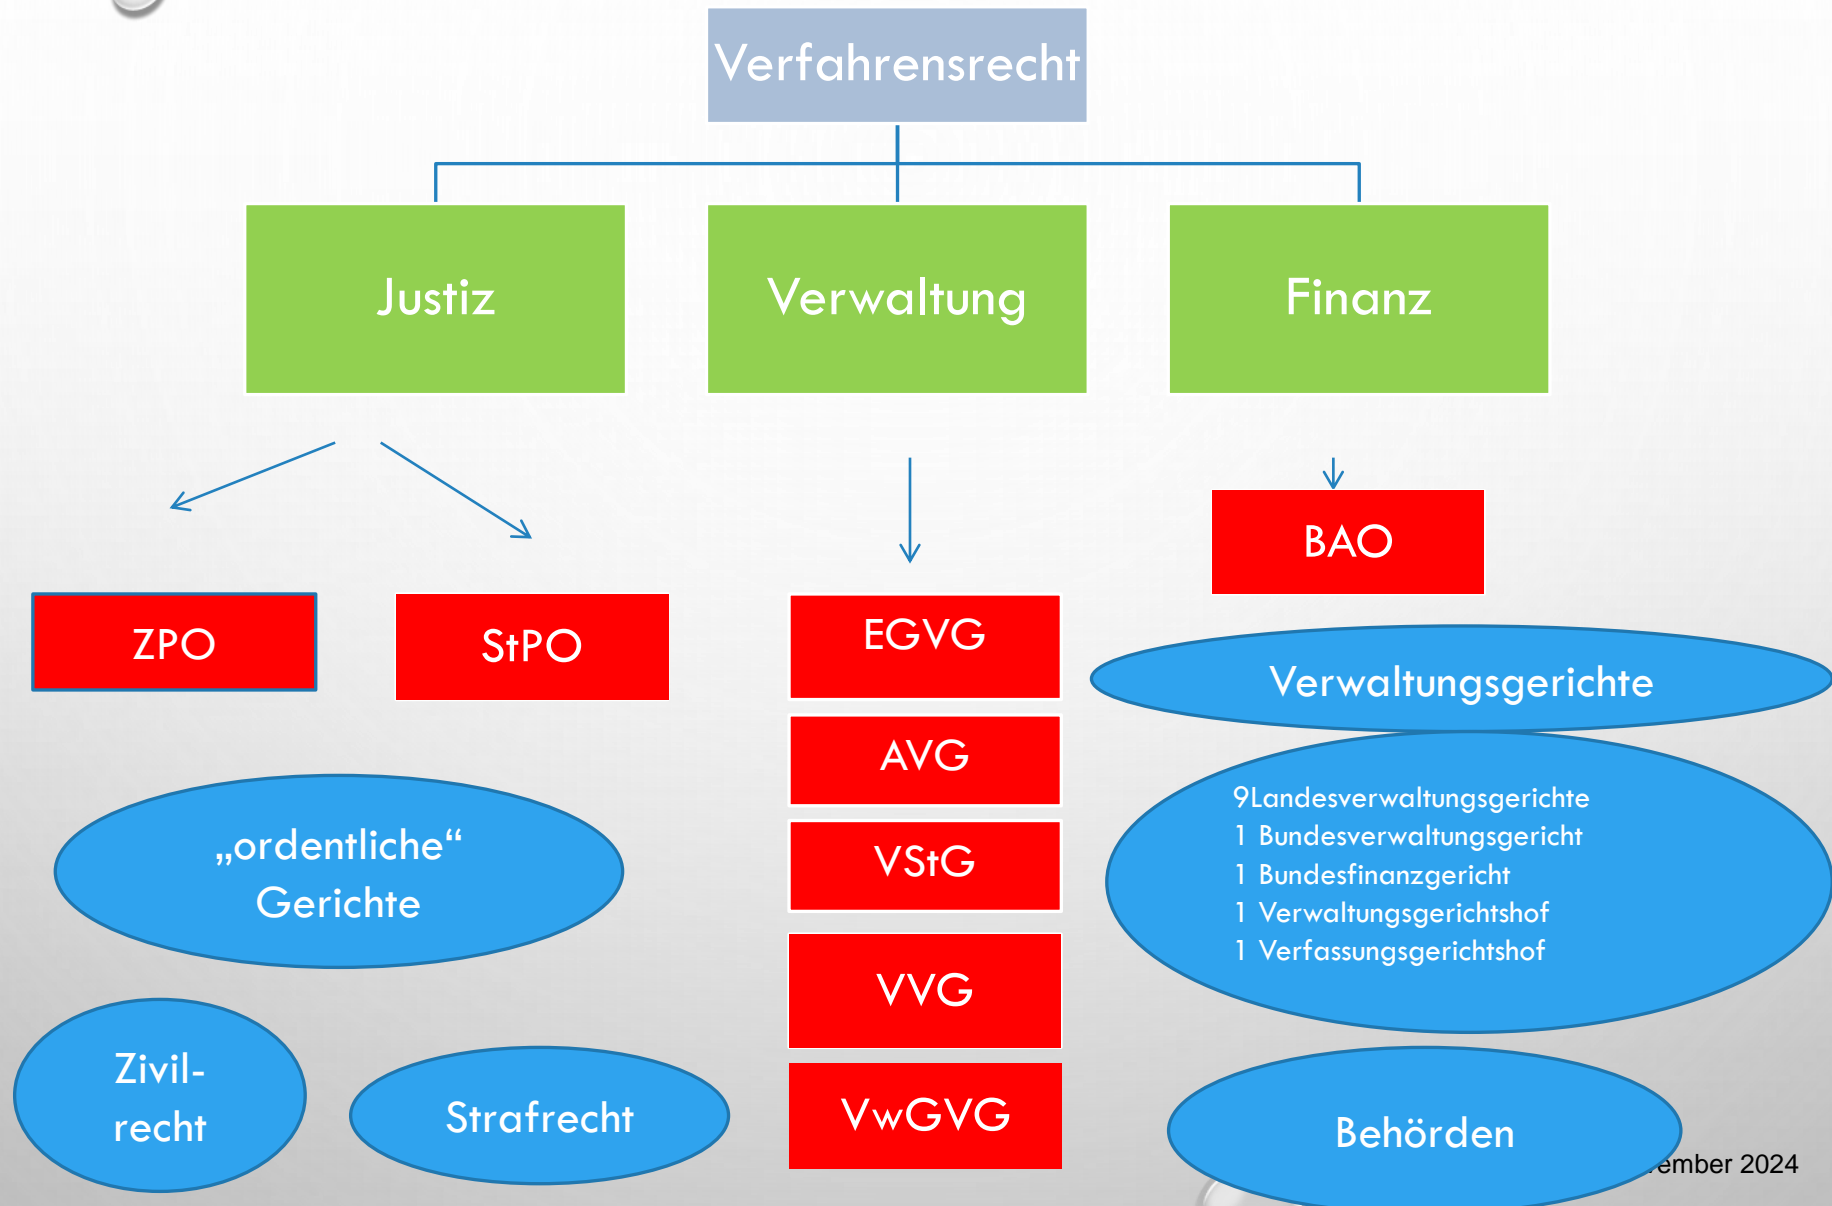 Verfahrensrecht
Justiz
Verwaltung
Finanz
BAO
ZPO
StPO
EGVG
AVG
VStG
VVG
VwGVG
Verwaltungsgerichte
9Landesverwaltungsgerichte
1 Bundesverwaltungsgericht
1 Bundesfinanzgericht
1 Verwaltungsgerichtshof
1 Verfassungsgerichtshof
„ordentliche“
Gerichte
Zivil-
recht
Strafrecht
Behörden
2024